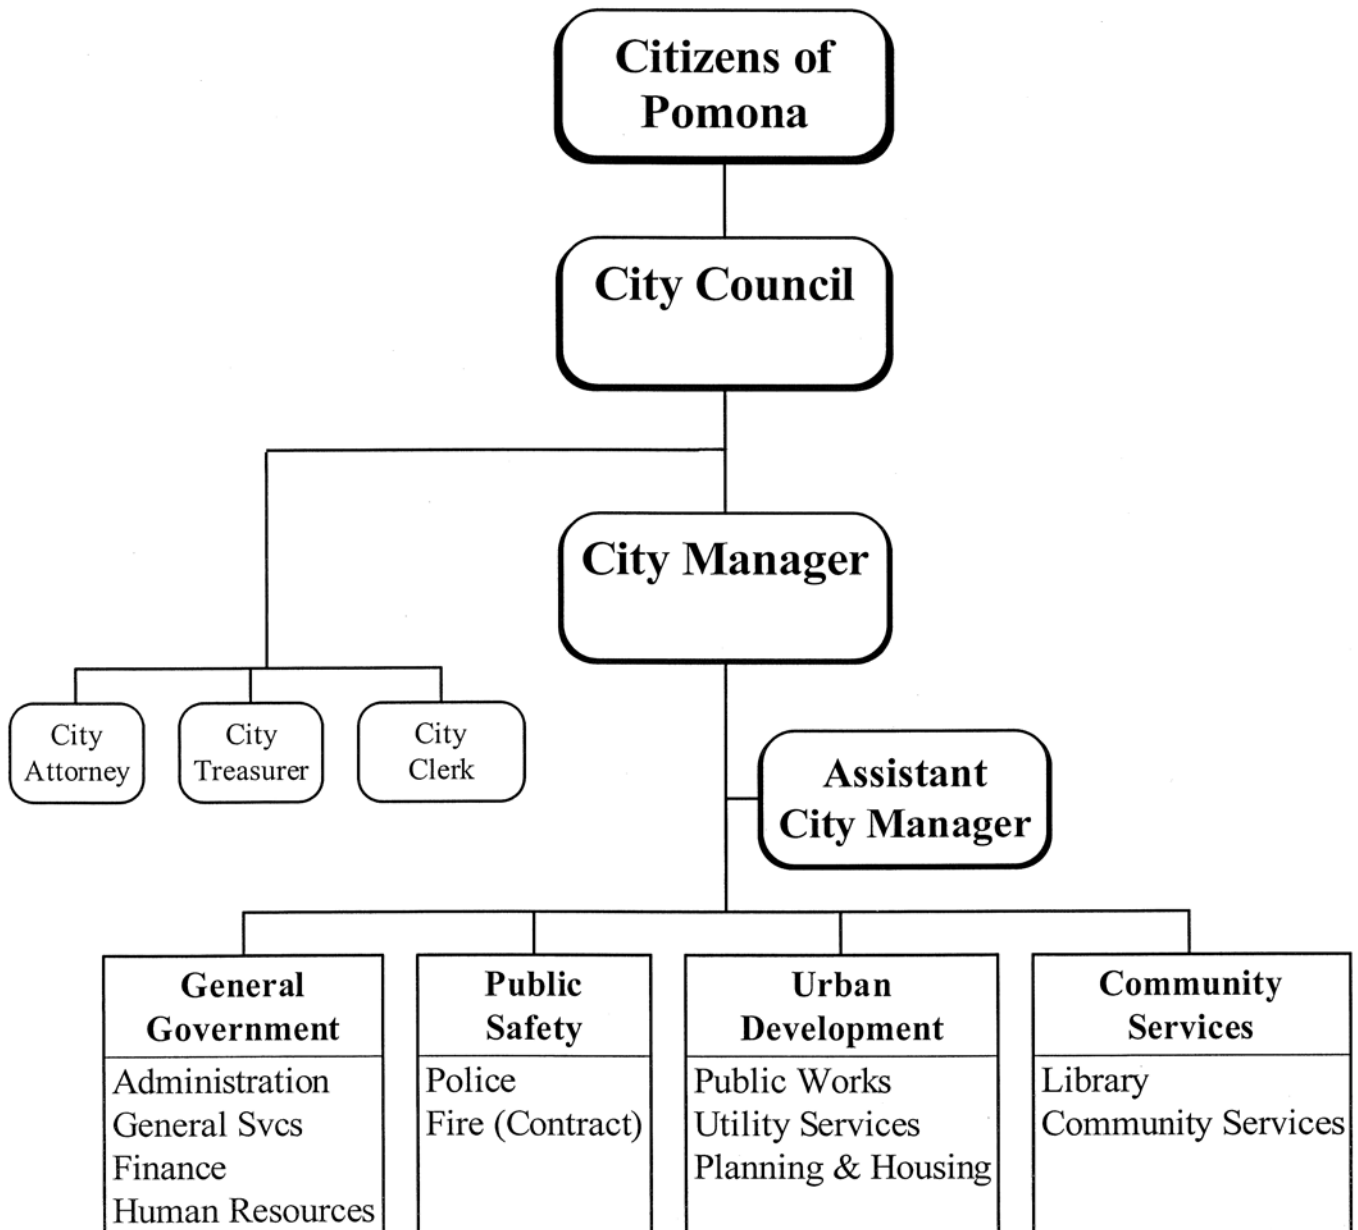 Citizens of
Pomona
City Council
City Manager
City
Attorney
City
Treasurer
City
Clerk
Assistant
City Manager
General
Government
Administration
General Svcs
Finance
Human Resources
Public
Safety
Police
Fire (Contract)
Urban
Development
Public Works
Utility Services
Planning & Housing
Community
Services
Library
Community Services